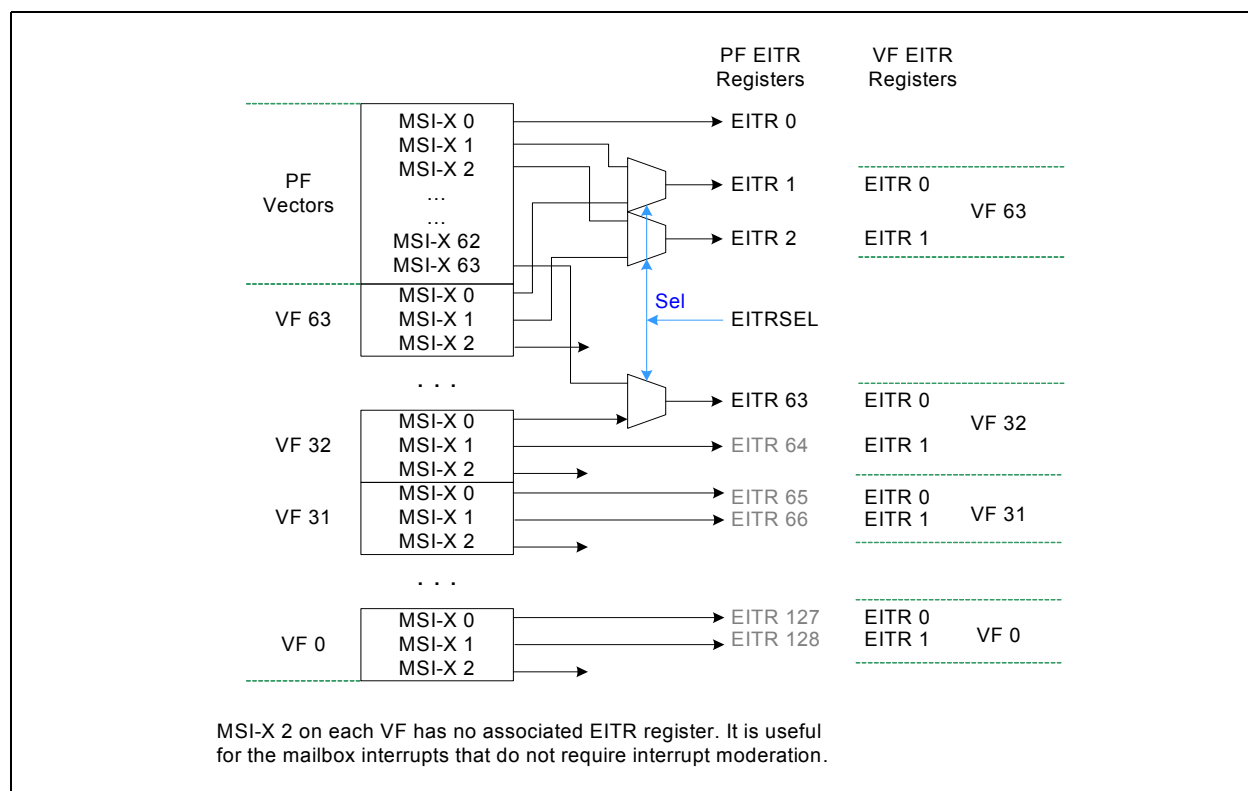 PF EITR Registers
VF EITR Registers
PF Vectors
MSI-X 0
MSI-X 1
MSI-X 2
...
...
MSI-X 62
MSI-X 63
EITR 0
EITR 1
EITR 2
EITR 0
EITR 1
VF 63
VF 63
MSI-X 0
MSI-X 1
MSI-X 2
Sel
EITRSEL
. . .
EITR 63
EITR 0
VF 32
VF 32
MSI-X 0
MSI-X 1
MSI-X 2
EITR 64
EITR 1
VF 31
MSI-X 0
MSI-X 1
MSI-X 2
EITR 65
EITR 66
EITR 0
EITR 1
VF 31
. . .
VF 0
MSI-X 0
MSI-X 1
MSI-X 2
EITR 127
EITR 128
EITR 0
EITR 1
VF 0
MSI-X 2 on each VF has no associated EITR register. It is useful
for the mailbox interrupts that do not require interrupt moderation.